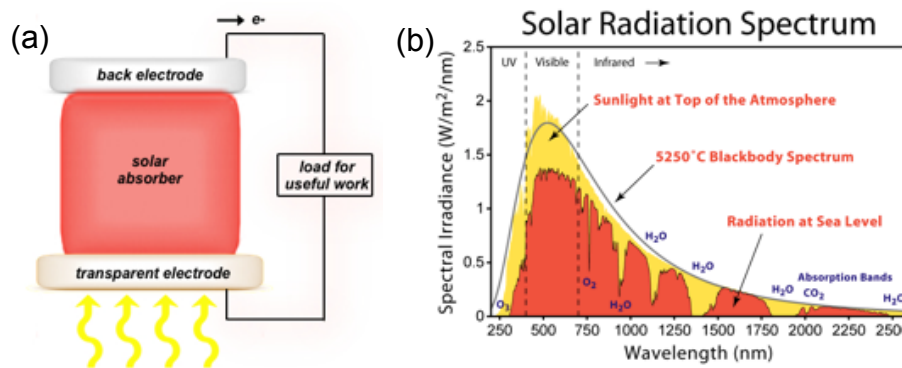 (a)
e-
back electrode
solar
absorber
load for
useful work
transparent electrode
(b)
Solar Radiation Spectrum
UV
Visible
Infrared
Sunlight at Top of the Atmosphere
5250°C Blackbody Spectrum
Radiation at Sea Level
H₂O
H₂O
Absorption Bands
H₂O
CO₂
H₂O
O₃
O₂
H₂O
Spectral Irradiance (W/m²/nm)
2.5
2
1.5
1
0.5
0
250 500 750 1000 1250 1500 1750 2000 2250 2500
Wavelength (nm)